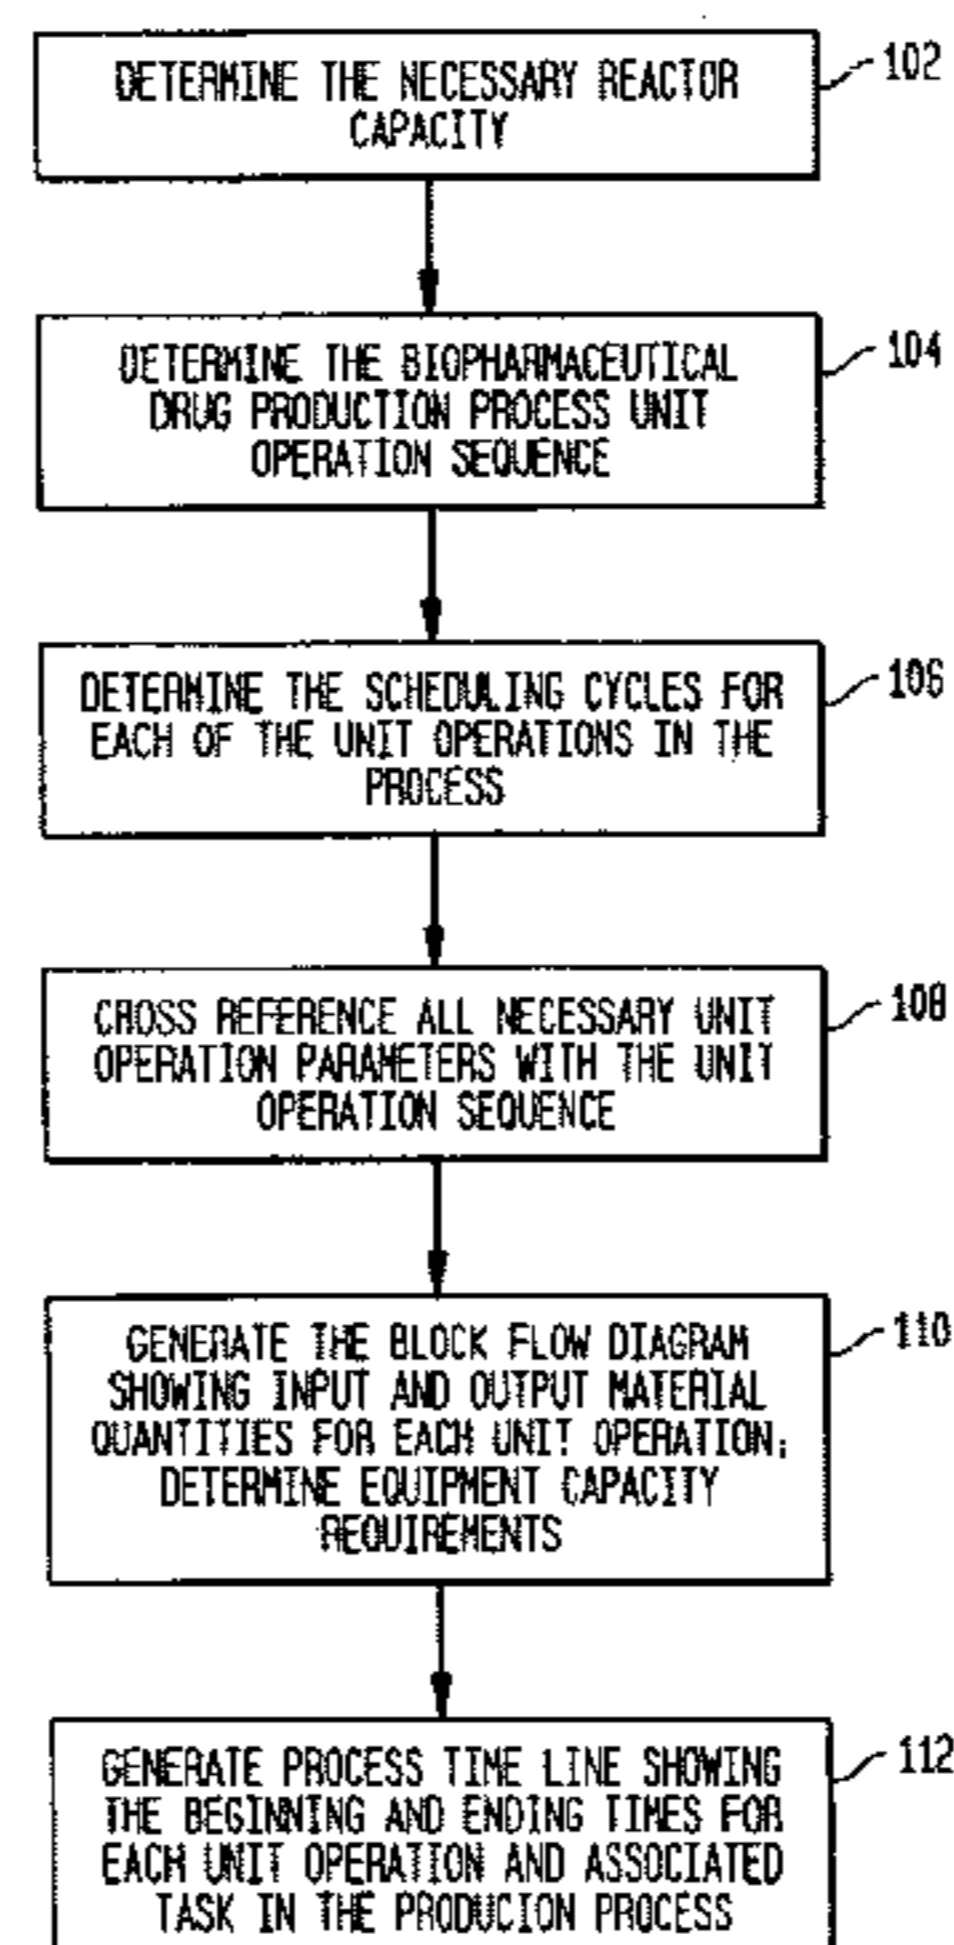 DETERMINE THE NECESSARY REACTOR
CAPACITY
102
DETERMINE THE BIOPHARMACEUTICAL
DRUG PRODUCTION PROCESS UNIT
OPERATION SEQUENCE
104
DETERMINE THE SCHEDULING CYCLES FOR
EACH OF THE UNIT OPERATIONS IN THE
PROCESS
106
CROSS REFERENCE ALL NECESSARY UNIT
OPERATION PARAMETERS WITH THE UNIT
OPERATION SEQUENCE
108
GENERATE THE BLOCK FLOW DIAGRAM
SHOWING INPUT AND OUTPUT MATERIAL
QUANTITIES FOR EACH UNIT OPERATION;
DETERMINE EQUIPMENT CAPACITY
REQUIREMENTS
110
GENERATE PROCESS TIME LINE SHOWING
THE BEGINNING AND ENDING TIMES FOR
EACH UNIT OPERATION AND ASSOCIATED
TASK IN THE PRODUCION PROCESS
112